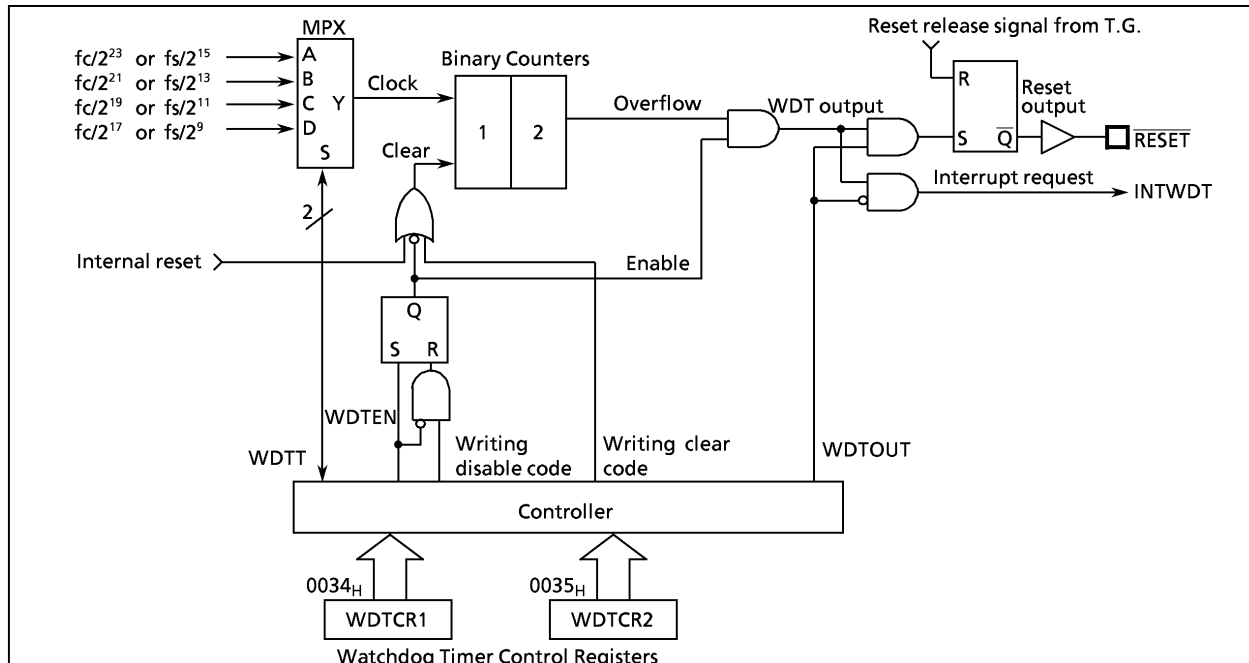 MPX
fc/2²³ or fs/2¹⁵
fc/2²¹ or fs/2¹³
fc/2¹⁹ or fs/2¹¹
fc/2¹⁷ or fs/2⁹
A
B
C
D
Y
S
Clock
Binary Counters
1
2
Clear
Overflow
WDT output
Reset release signal from T.G.
R
S
Q̅
Reset output
R̅E̅S̅E̅T̅
Interrupt request
INTWDT
2
Internal reset
Enable
Q
S
R
WDTEN
WDTT
Writing
disable code
Writing clear
code
WDTOUT
Controller
0034H
WDTCR1
0035H
WDTCR2
Watchdog Timer Control Registers